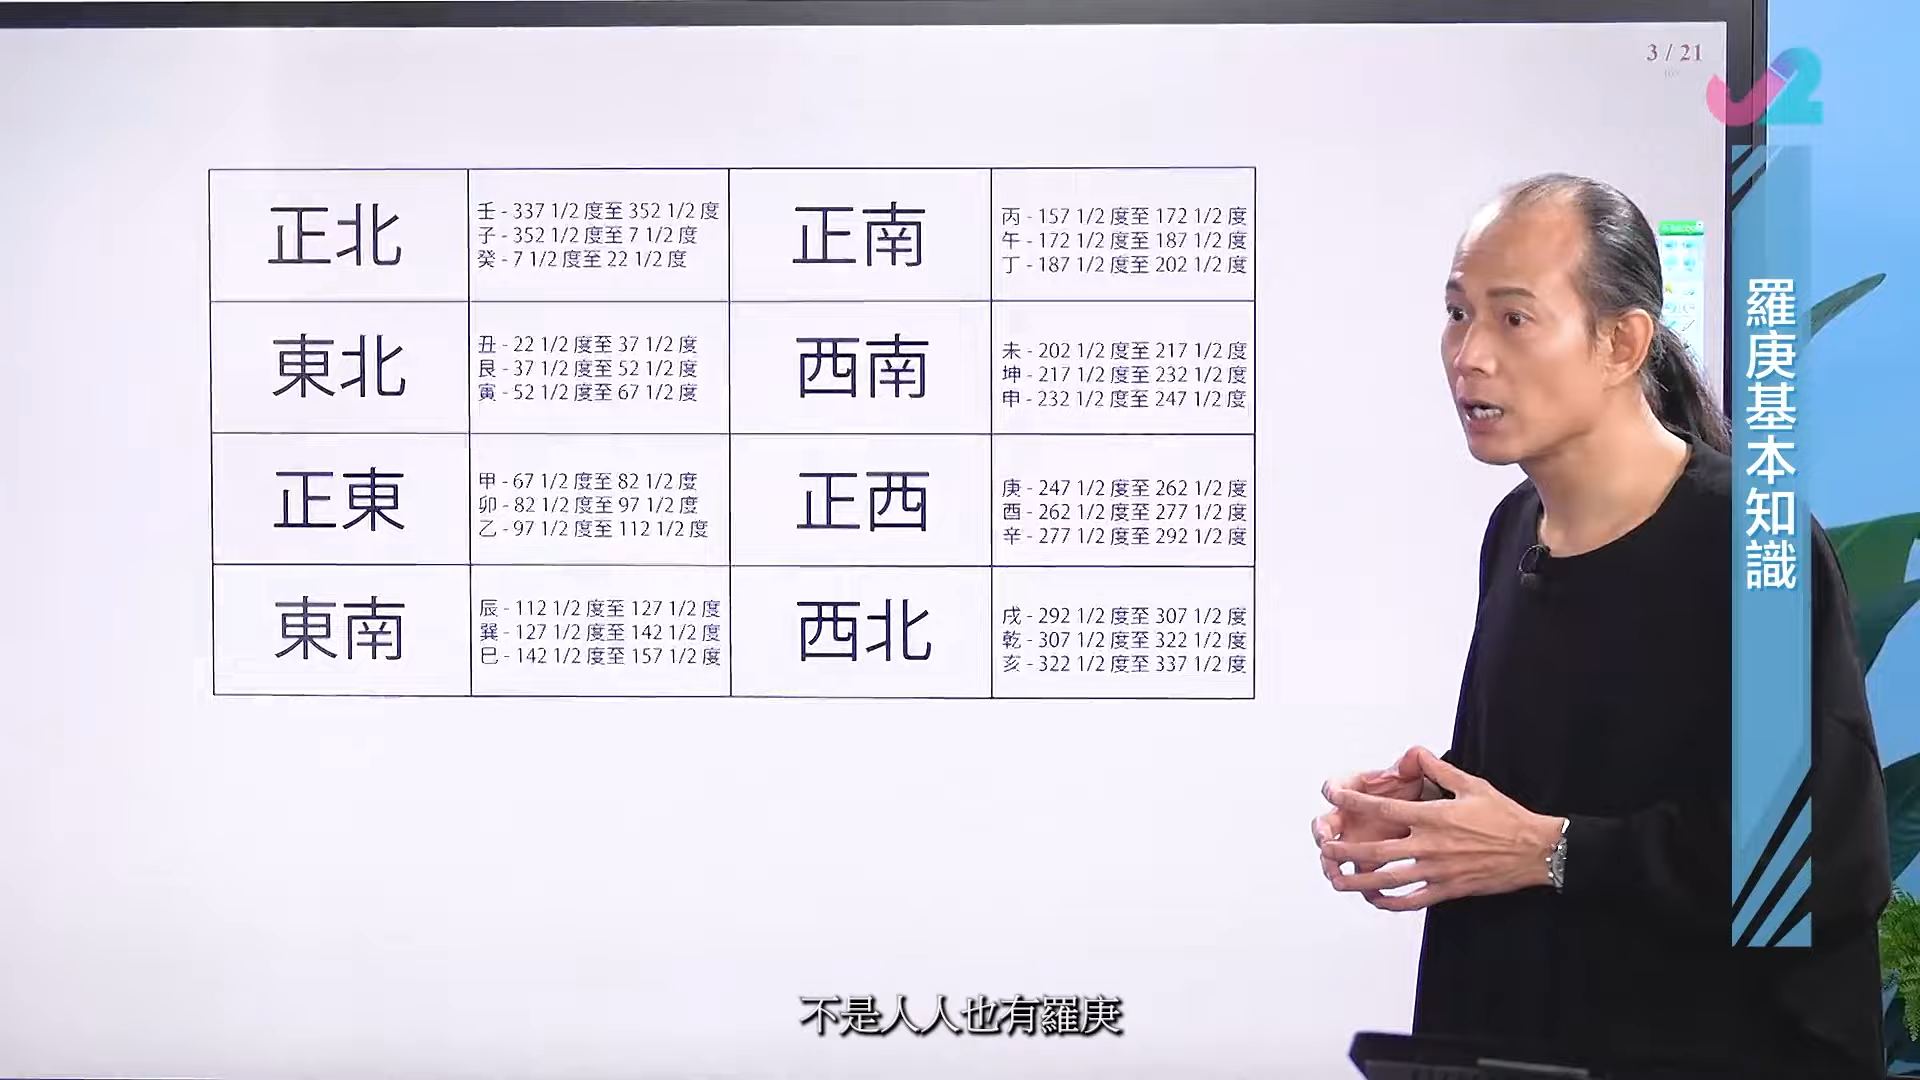 3 / 21
正北
壬 - 337 1/2 度至 352 1/2 度
子 - 352 1/2 度至 7 1/2 度
癸 - 7 1/2 度至 22 1/2 度
正南
丙 - 157 1/2 度至 172 1/2 度
午 - 172 1/2 度至 187 1/2 度
丁 - 187 1/2 度至 202 1/2 度
東北
丑 - 22 1/2 度至 37 1/2 度
艮 - 37 1/2 度至 52 1/2 度
寅 - 52 1/2 度至 67 1/2 度
西南
未 - 202 1/2 度至 217 1/2 度
坤 - 217 1/2 度至 232 1/2 度
申 - 232 1/2 度至 247 1/2 度
正東
甲 - 67 1/2 度至 82 1/2 度
卯 - 82 1/2 度至 97 1/2 度
乙 - 97 1/2 度至 112 1/2 度
正西
庚 - 247 1/2 度至 262 1/2 度
酉 - 262 1/2 度至 277 1/2 度
辛 - 277 1/2 度至 292 1/2 度
東南
辰 - 112 1/2 度至 127 1/2 度
巽 - 127 1/2 度至 142 1/2 度
巳 - 142 1/2 度至 157 1/2 度
西北
戌 - 292 1/2 度至 307 1/2 度
乾 - 307 1/2 度至 322 1/2 度
亥 - 322 1/2 度至 337 1/2 度
J2
羅庚基本知識
不是人人也有羅庚